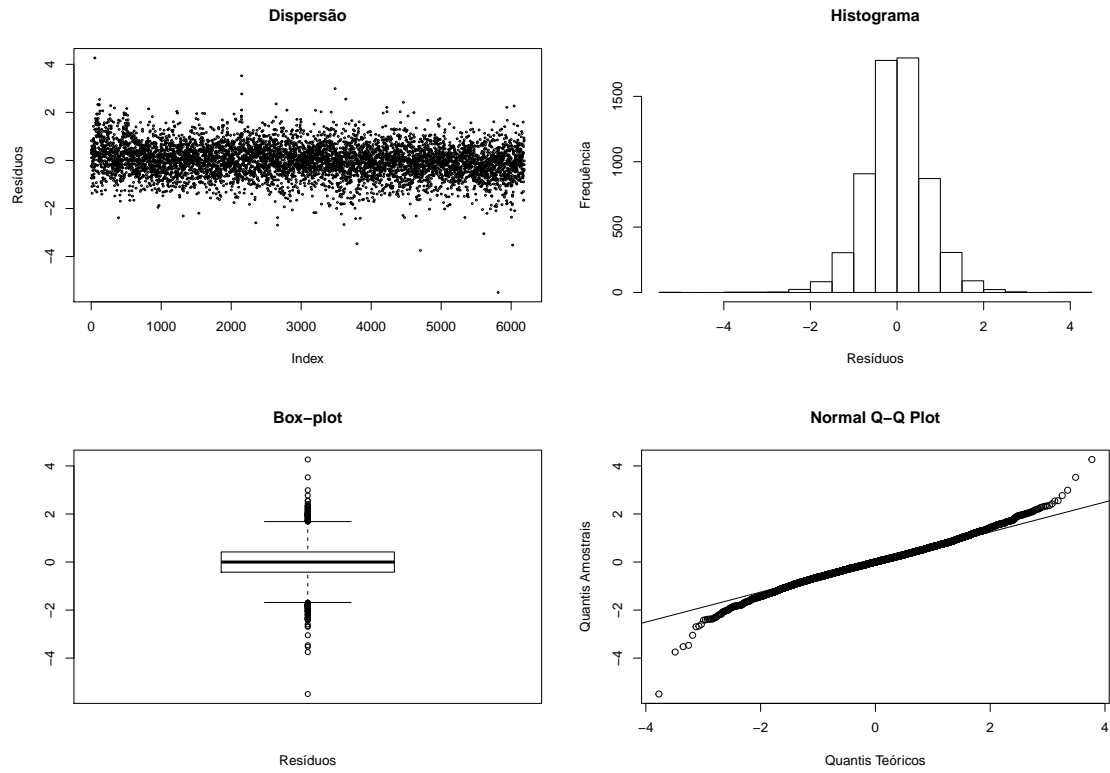 Dispersão
Resíduos
4
2
0
−2
−4
0 1000 2000 3000 4000 5000 6000
Index
Histograma
Frequência
1500
1000
500
0
−4 −2 0 2 4
Resíduos
Box−plot
4
2
0
−2
−4
Resíduos
Normal Q−Q Plot
Quantis Amostrais
4
2
0
−2
−4
−4 −2 0 2 4
Quantis Teóricos